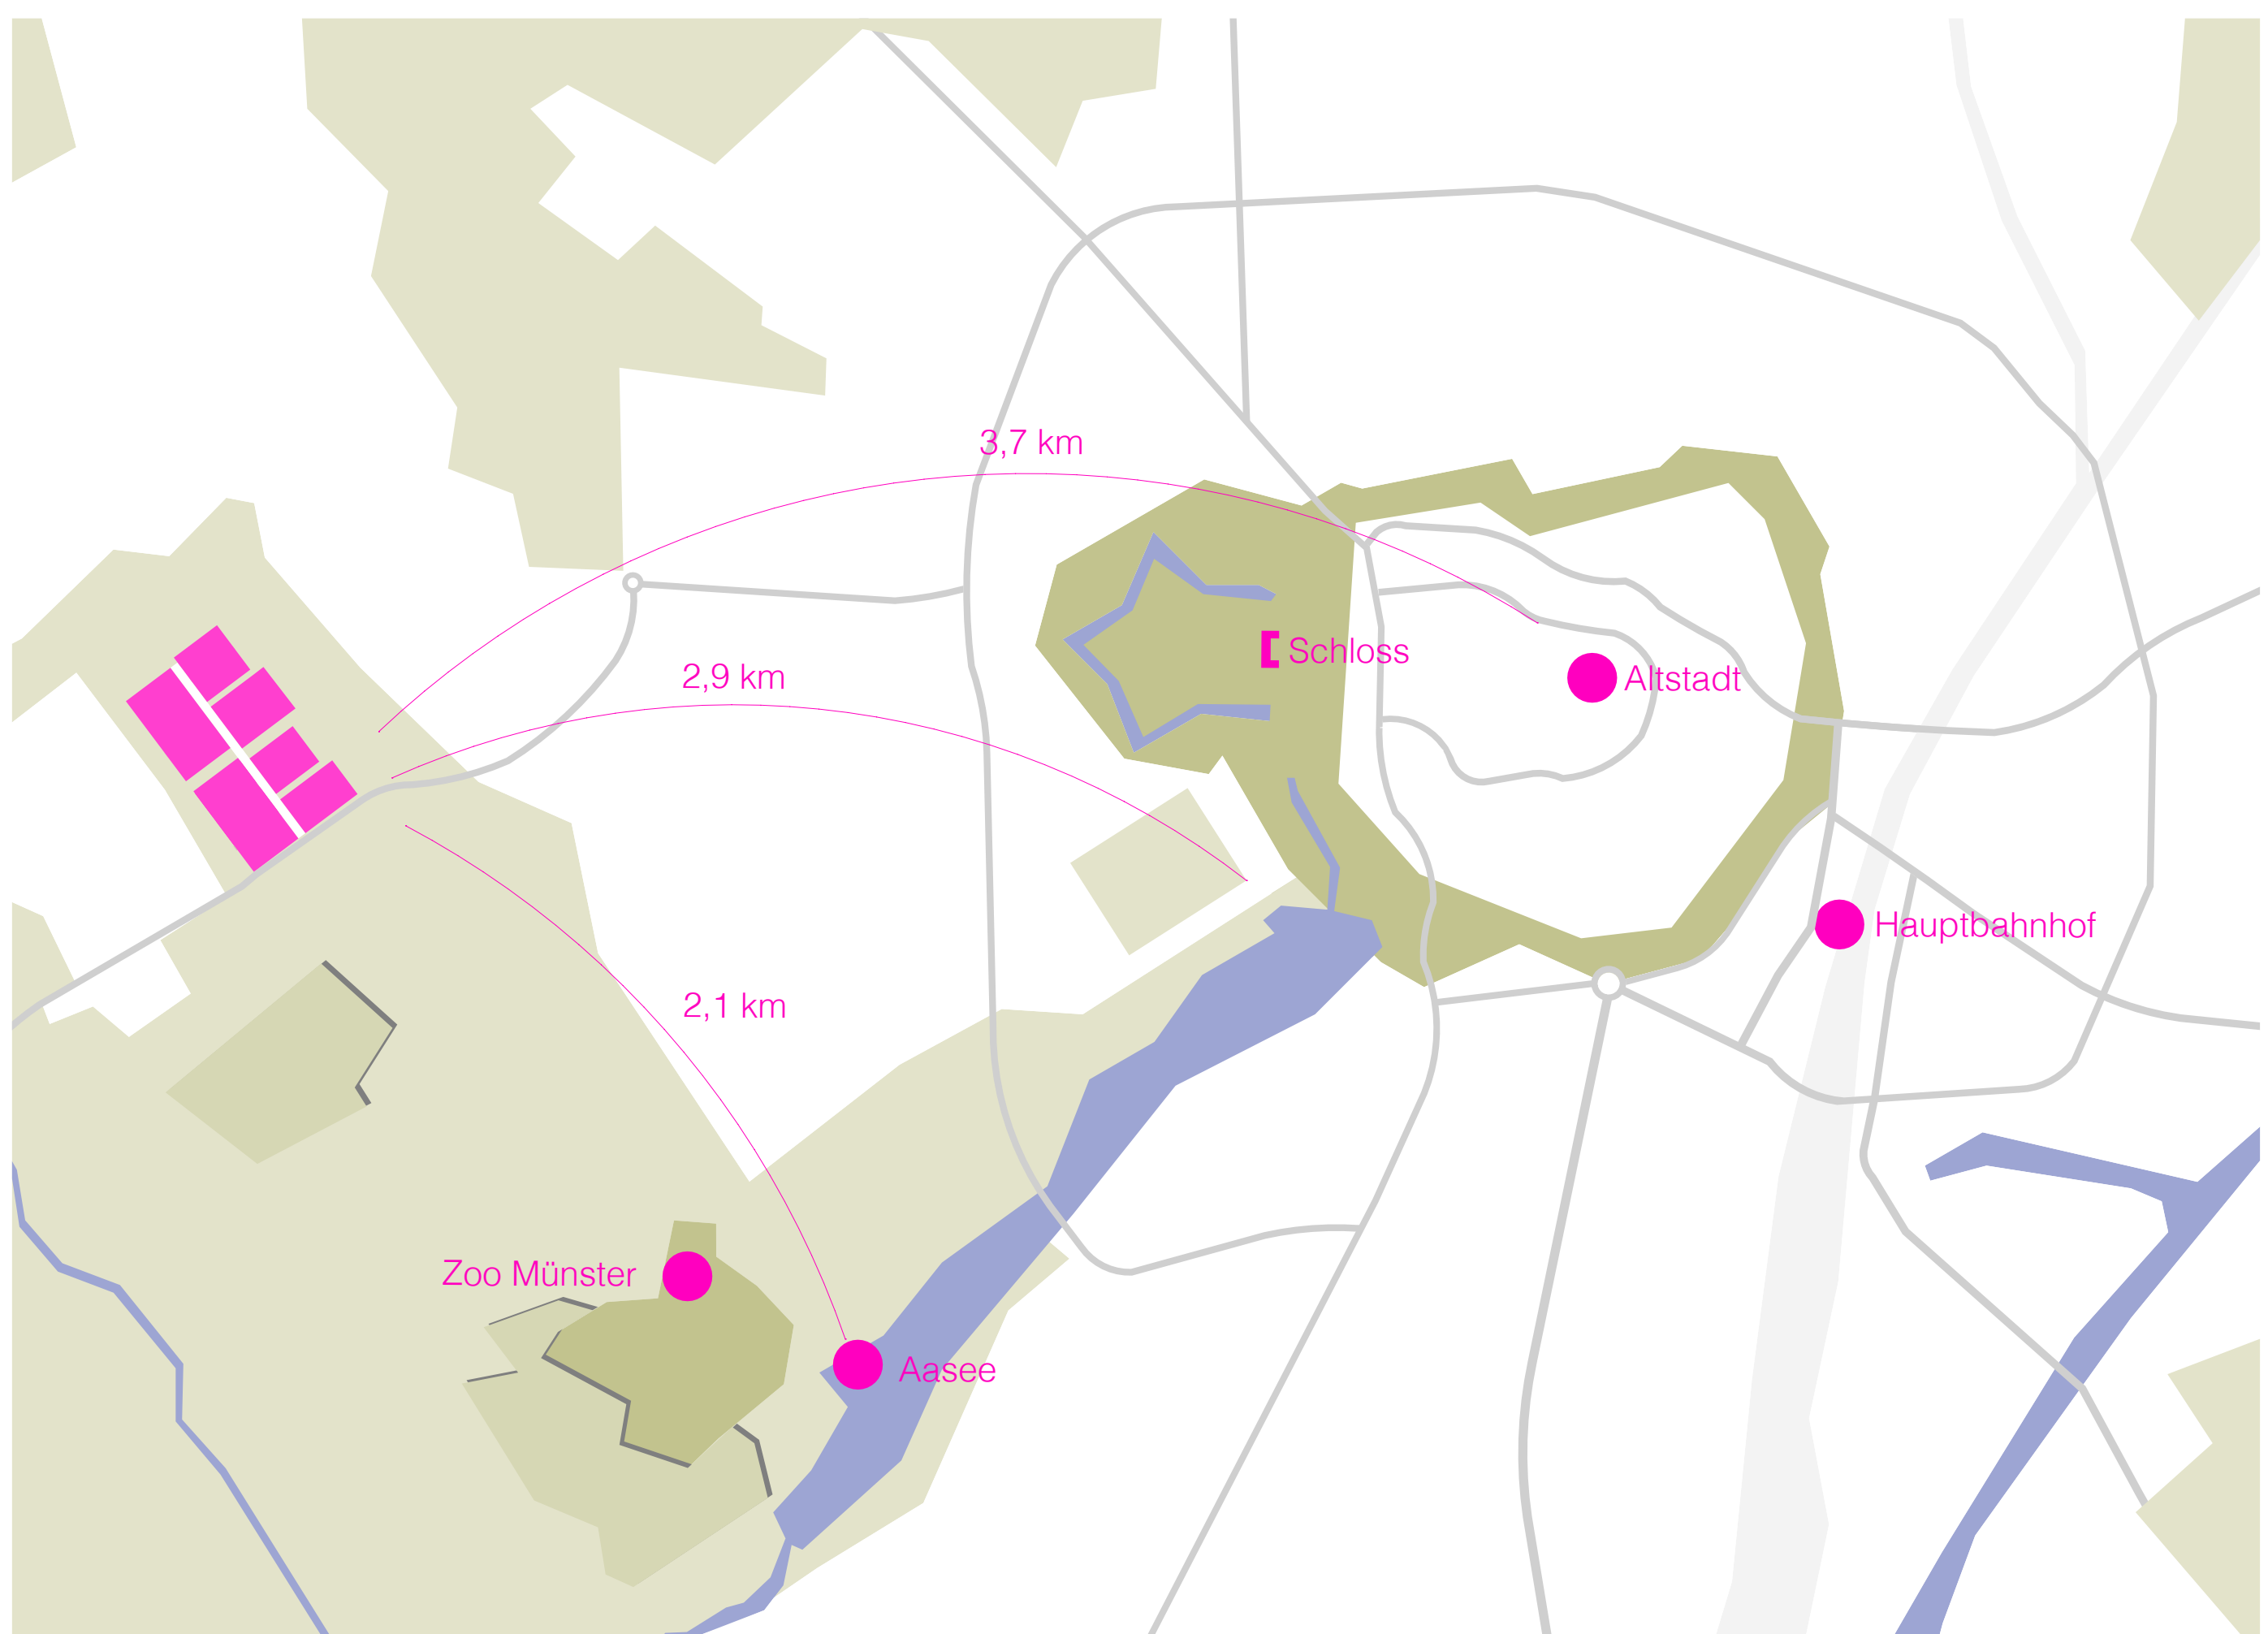 3,7 km
Schloss
2,9 km
Altstadt
Hauptbahnhof
2,1 km
Zoo Münster
Aasee